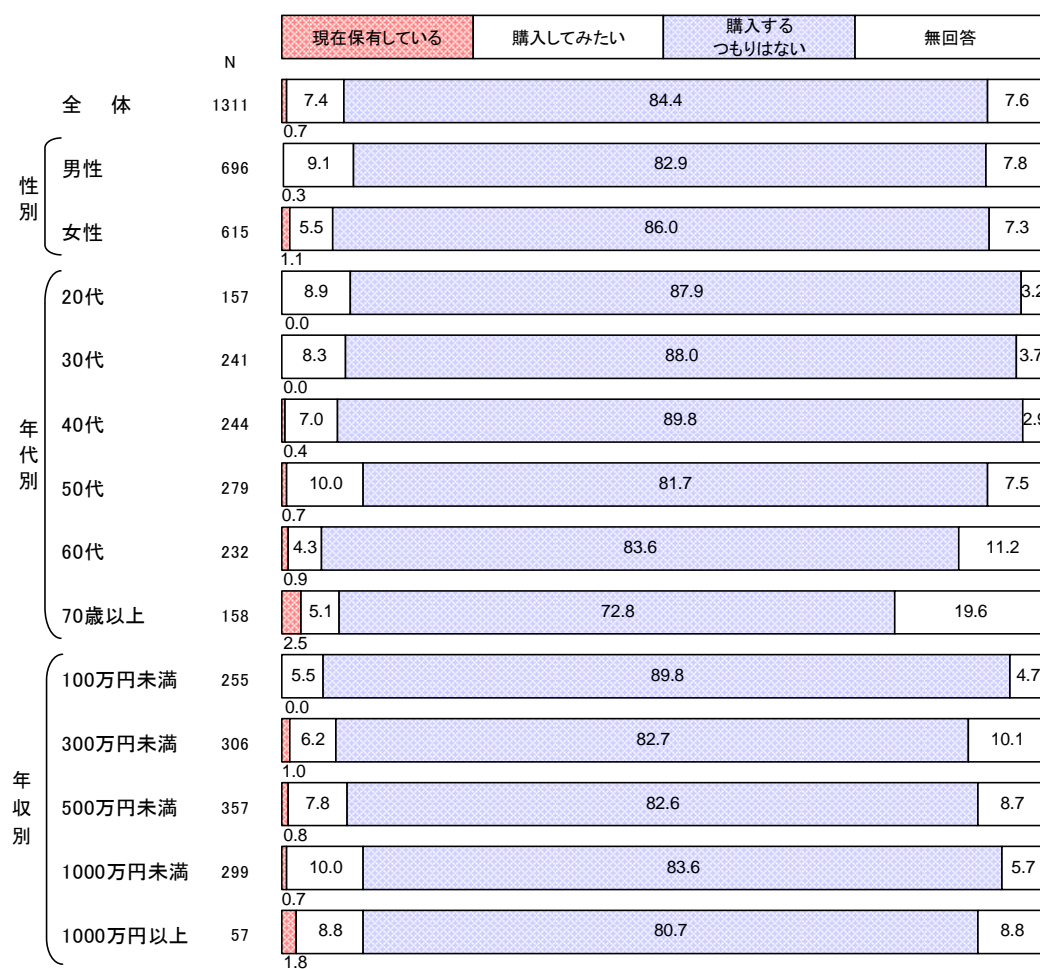 現在保有している 購入してみたい 購入する つもりはない 無回答
N
全 体 1311 7.4 84.4 7.6
0.7
性別
男性 696 9.1 82.9 7.8
0.3
女性 615 5.5 86.0 7.3
1.1
年代別
20代 157 8.9 87.9 3.2
0.0
30代 241 8.3 88.0 3.7
0.0
40代 244 7.0 89.8 2.9
0.4
50代 279 10.0 81.7 7.5
0.7
60代 232 4.3 83.6 11.2
0.9
70歳以上 158 5.1 72.8 19.6
2.5
年収別
100万円未満 255 5.5 89.8 4.7
0.0
300万円未満 306 6.2 82.7 10.1
1.0
500万円未満 357 7.8 82.6 8.7
0.8
1000万円未満 299 10.0 83.6 5.7
0.7
1000万円以上 57 8.8 80.7 8.8
1.8